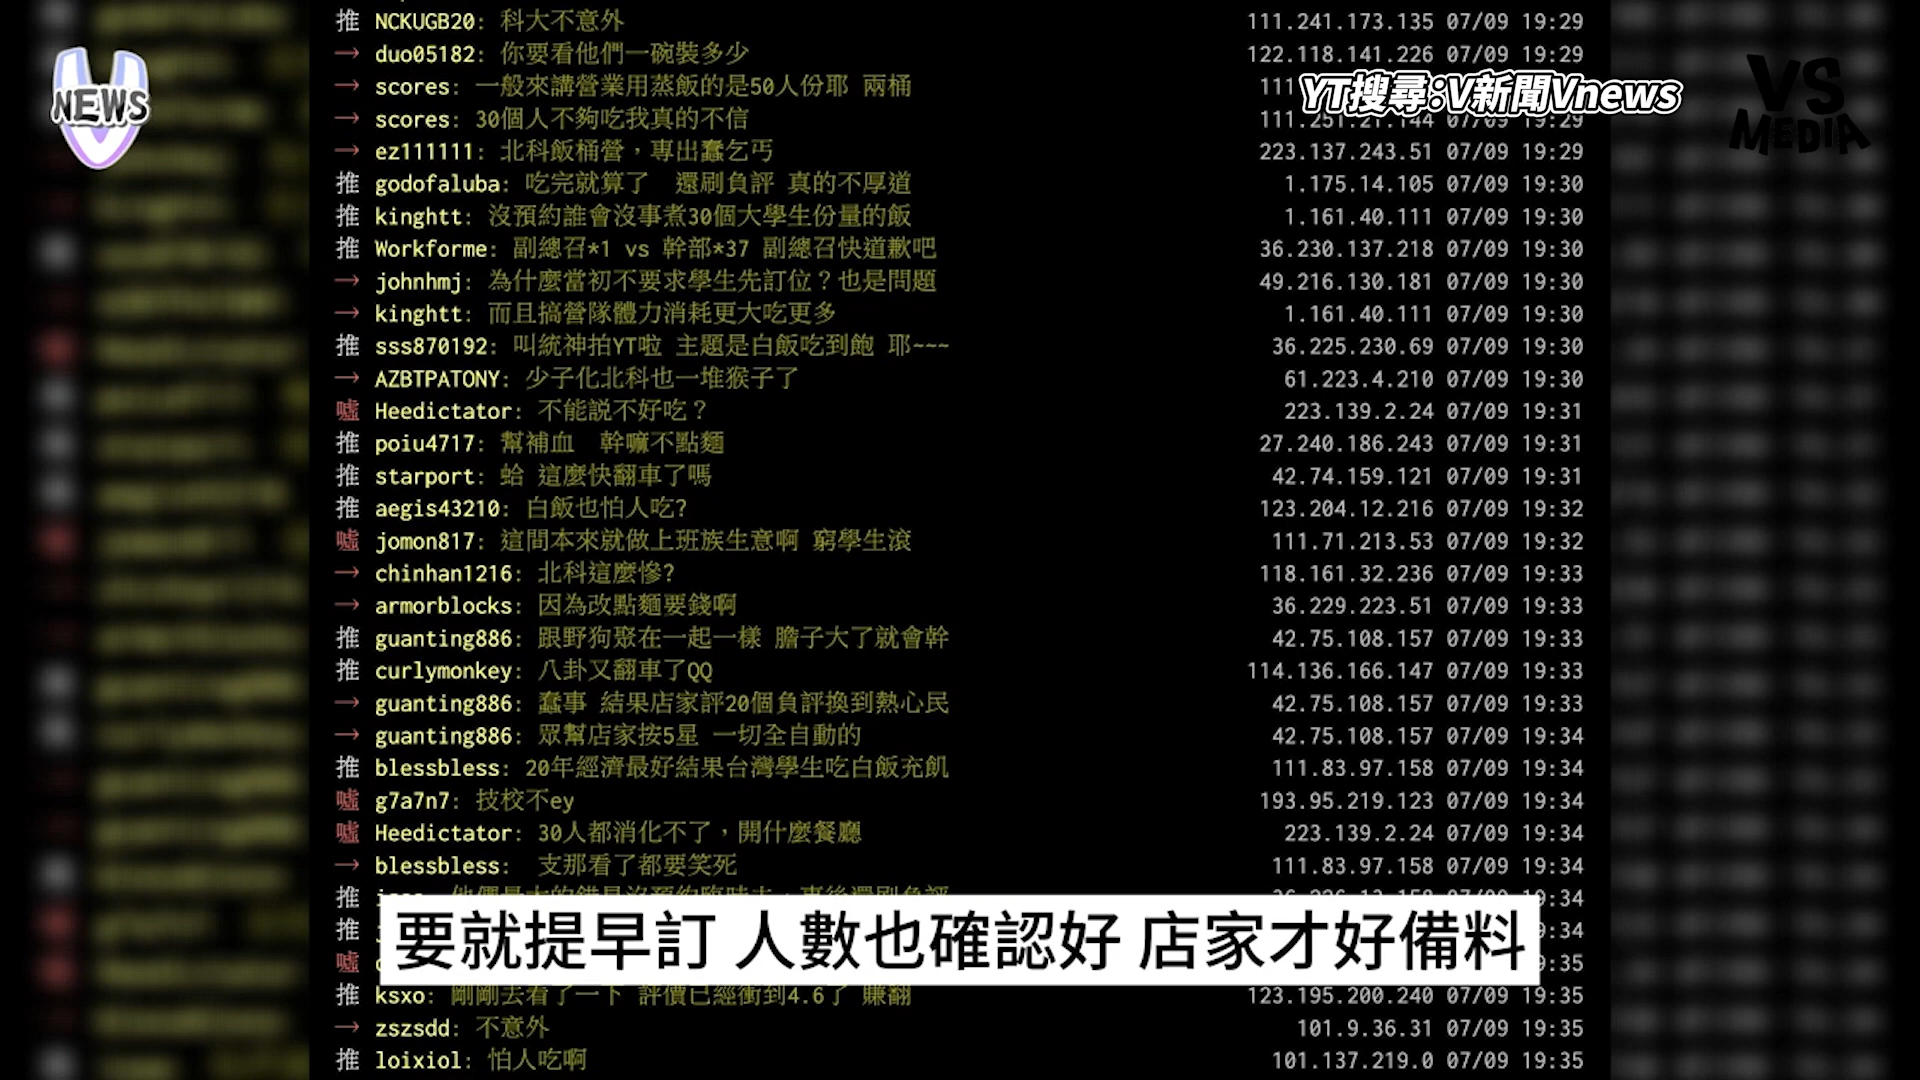 推 NCKUGB20: 科大不意外 111.241.173.135 07/09 19:29
→ duo05182: 你要看他們一碗裝多少 122.118.141.226 07/09 19:29
→ scores: 一般來講營業用蒸飯的是50人份耶 兩桶 111
YT搜尋:V新聞Vnews
VS MEDIA
NEWS
→ scores: 30個人不夠吃我真的不信 111.251.21.144 07/09 19:29
→ ez111111: 北科飯桶營，專出蠢乞丐 223.137.243.51 07/09 19:29
推 godofaluba: 吃完就算了 還刷負評 真的不厚道 1.175.14.105 07/09 19:30
推 kinghtt: 沒預約誰會沒事煮30個大學生份量的飯 1.161.40.111 07/09 19:30
推 Workforme: 副總召*1 vs 幹部*37 副總召快道歉吧 36.230.137.218 07/09 19:30
→ johnhmj: 為什麼當初不要求學生先訂位？也是問題 49.216.130.181 07/09 19:30
→ kinghtt: 而且搞營隊體力消耗更大吃更多 1.161.40.111 07/09 19:30
推 sss870192: 叫統神拍YT啦 主題是白飯吃到飽 耶~~~ 36.225.230.69 07/09 19:30
→ AZBTPATONY: 少子化北科也一堆猴子了 61.223.4.210 07/09 19:30
噓 Heedictator: 不能說不好吃？ 223.139.2.24 07/09 19:31
推 poiu4717: 幫補血 幹嘛不點麵 27.240.186.243 07/09 19:31
推 starport: 蛤 這麼快翻車了嗎 42.74.159.121 07/09 19:31
推 aegis43210: 白飯也怕人吃? 123.204.12.216 07/09 19:32
噓 jomon817: 這間本來就做上班族生意啊 窮學生滾 111.71.213.53 07/09 19:32
→ chinhan1216: 北科這麼慘? 118.161.32.236 07/09 19:33
→ armorblocks: 因為改點麵要錢啊 36.229.223.51 07/09 19:33
推 guanting886: 跟野狗聚在一起一樣 膽子大了就會幹 42.75.108.157 07/09 19:33
推 curlymonkey: 八卦又翻車了QQ 114.136.166.147 07/09 19:33
→ guanting886: 蠢事 結果店家評20個負評換到熱心民 42.75.108.157 07/09 19:33
→ guanting886: 眾幫店家按5星 一切全自動的 42.75.108.157 07/09 19:34
推 blessbless: 20年經濟最好結果台灣學生吃白飯充飢 111.83.97.158 07/09 19:34
噓 g7a7n7: 技校不ey 193.95.219.123 07/09 19:34
噓 Heedictator: 30人都消化不了，開什麼餐廳 223.139.2.24 07/09 19:34
→ blessbless: 支那看了都要笑死 111.83.97.158 07/09 19:34
推 9:34
推 9:34
要就提早訂 人數也確認好 店家才好備料
噓 :35
推 ksxo: 剛剛去看了一下 評價已經衝到4.6了 賺翻 123.195.200.240 07/09 19:35
→ zszsdd: 不意外 101.9.36.31 07/09 19:35
推 loixiol: 怕人吃啊 101.137.219.0 07/09 19:35